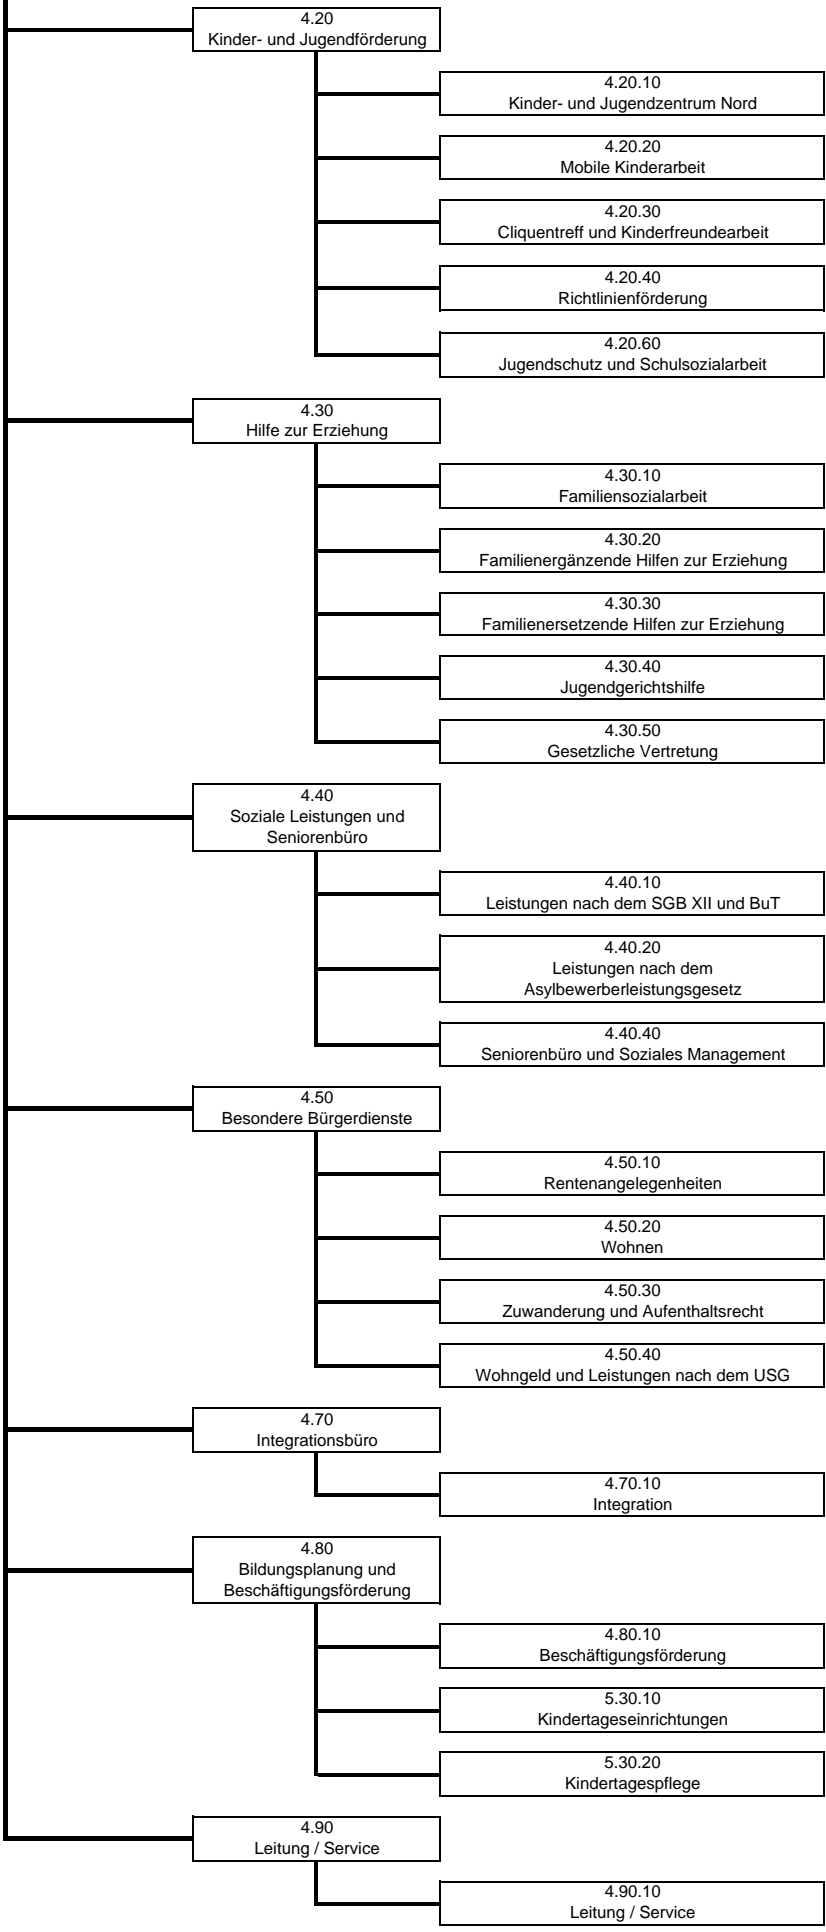 4.20
Kinder- und Jugendförderung
4.20.10
Kinder- und Jugendzentrum Nord
4.20.20
Mobile Kinderarbeit
4.20.30
Cliquentreff und Kinderfreundearbeit
4.20.40
Richtlinienförderung
4.20.60
Jugendschutz und Schulsozialarbeit
4.30
Hilfe zur Erziehung
4.30.10
Familiensozialarbeit
4.30.20
Familienergänzende Hilfen zur Erziehung
4.30.30
Familienersetzende Hilfen zur Erziehung
4.30.40
Jugendgerichtshilfe
4.30.50
Gesetzliche Vertretung
4.40
Soziale Leistungen und
Seniorenbüro
4.40.10
Leistungen nach dem SGB XII und BuT
4.40.20
Leistungen nach dem
Asylbewerberleistungsgesetz
4.40.40
Seniorenbüro und Soziales Management
4.50
Besondere Bürgerdienste
4.50.10
Rentenangelegenheiten
4.50.20
Wohnen
4.50.30
Zuwanderung und Aufenthaltsrecht
4.50.40
Wohngeld und Leistungen nach dem USG
4.70
Integrationsbüro
4.70.10
Integration
4.80
Bildungsplanung und
Beschäftigungsförderung
4.80.10
Beschäftigungsförderung
5.30.10
Kindertageseinrichtungen
5.30.20
Kindertagespflege
4.90
Leitung / Service
4.90.10
Leitung / Service